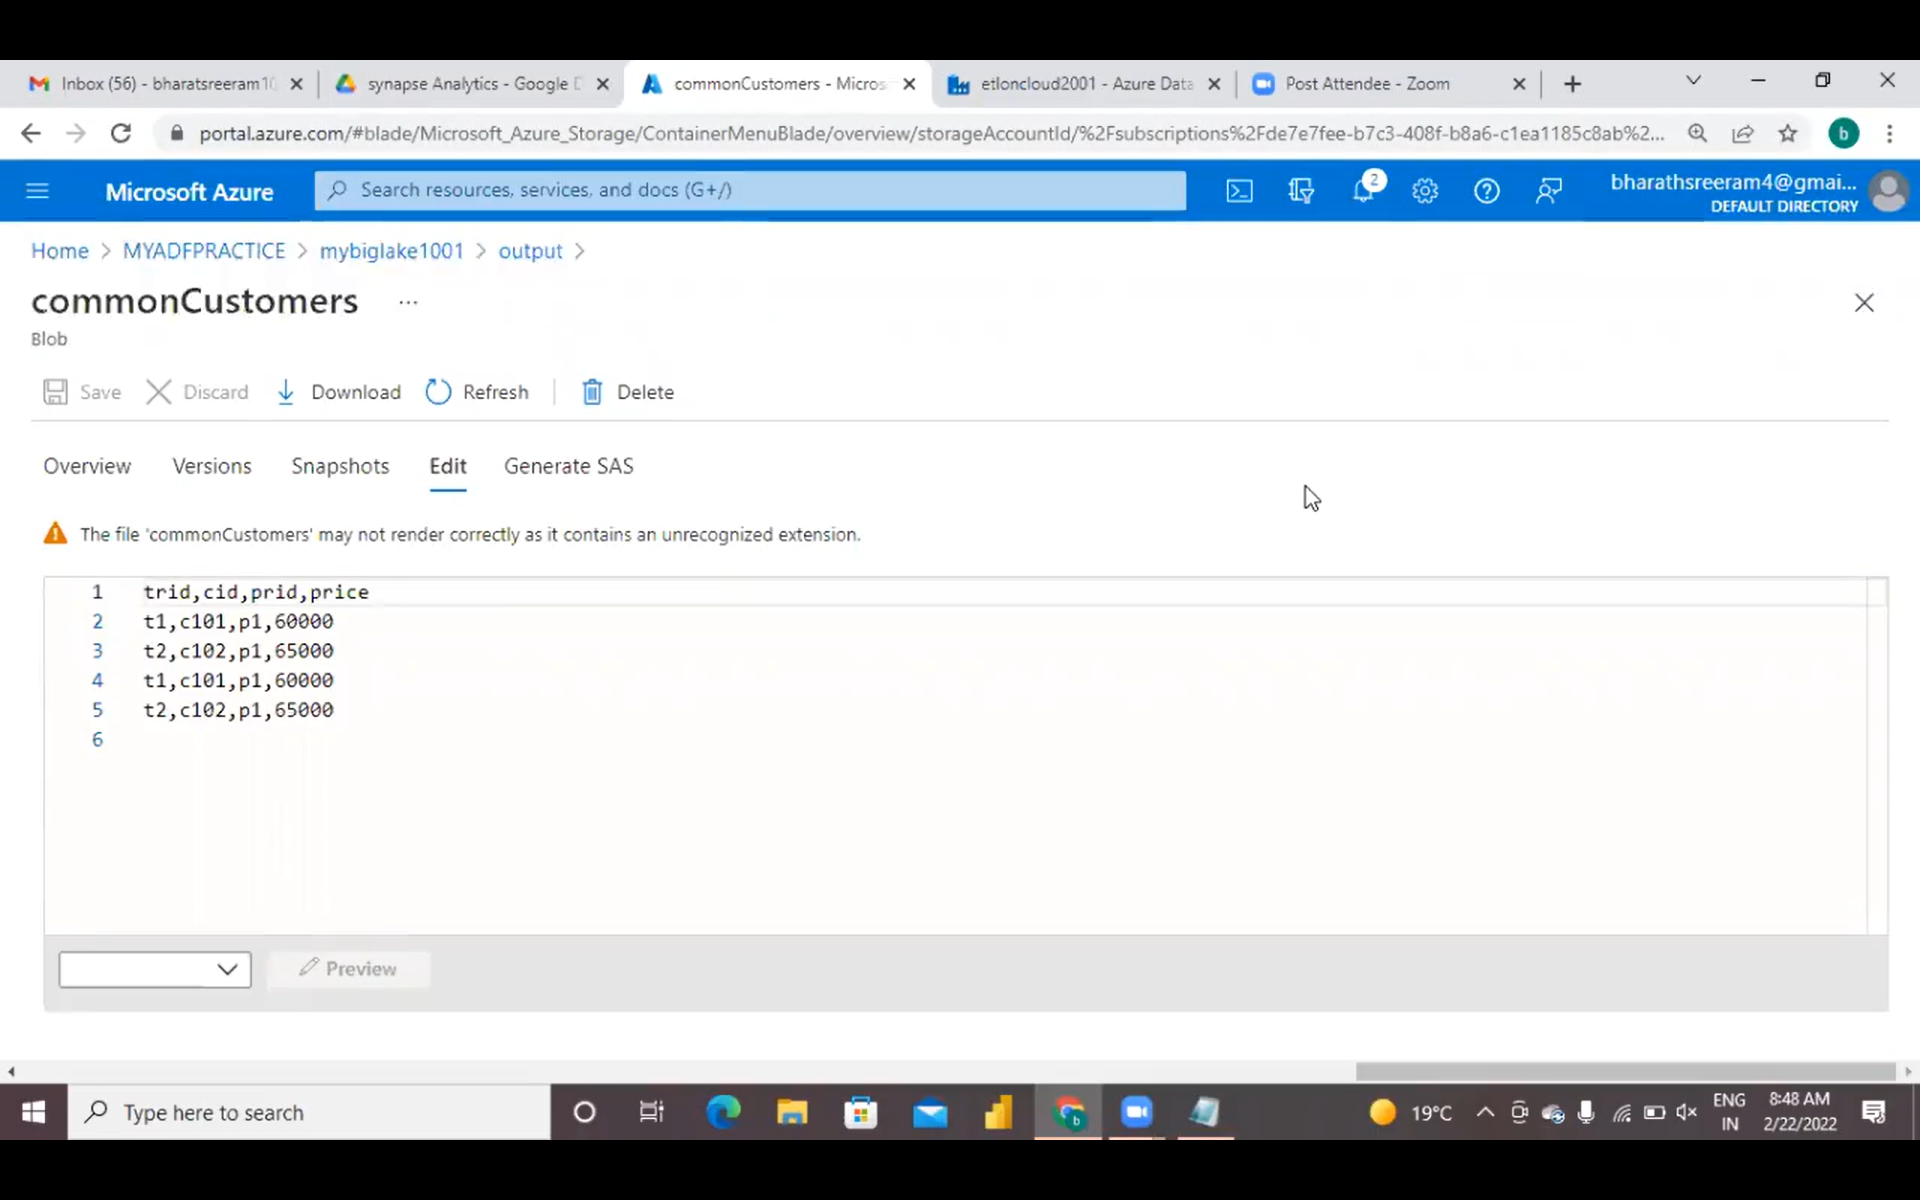 Inbox (56) - bharatsreeram10
synapse Analytics - Google D
commonCustomers - Micros
etloncloud2001 - Azure Data
Post Attendee - Zoom
portal.azure.com/#blade/Microsoft_Azure_Storage/ContainerMenuBlade/overview/storageAccountId/%2Fsubscriptions%2Fde7e7fee-b7c3-408f-b8a6-c1ea1185c8ab%2...
b
Microsoft Azure
Search resources, services, and docs (G+/)
2
bharathsreeram4@gmai...
DEFAULT DIRECTORY
Home > MYADFPRACTICE > mybiglake1001 > output >
commonCustomers ...
Blob
Save Discard Download Refresh Delete
Overview Versions Snapshots Edit Generate SAS
The file 'commonCustomers' may not render correctly as it contains an unrecognized extension.
1 trid,cid,prid,price
2 t1,c101,p1,60000
3 t2,c102,p1,65000
4 t1,c101,p1,60000
5 t2,c102,p1,65000
6
Preview
Type here to search
b
19°C
ENG
IN
8:48 AM
2/22/2022